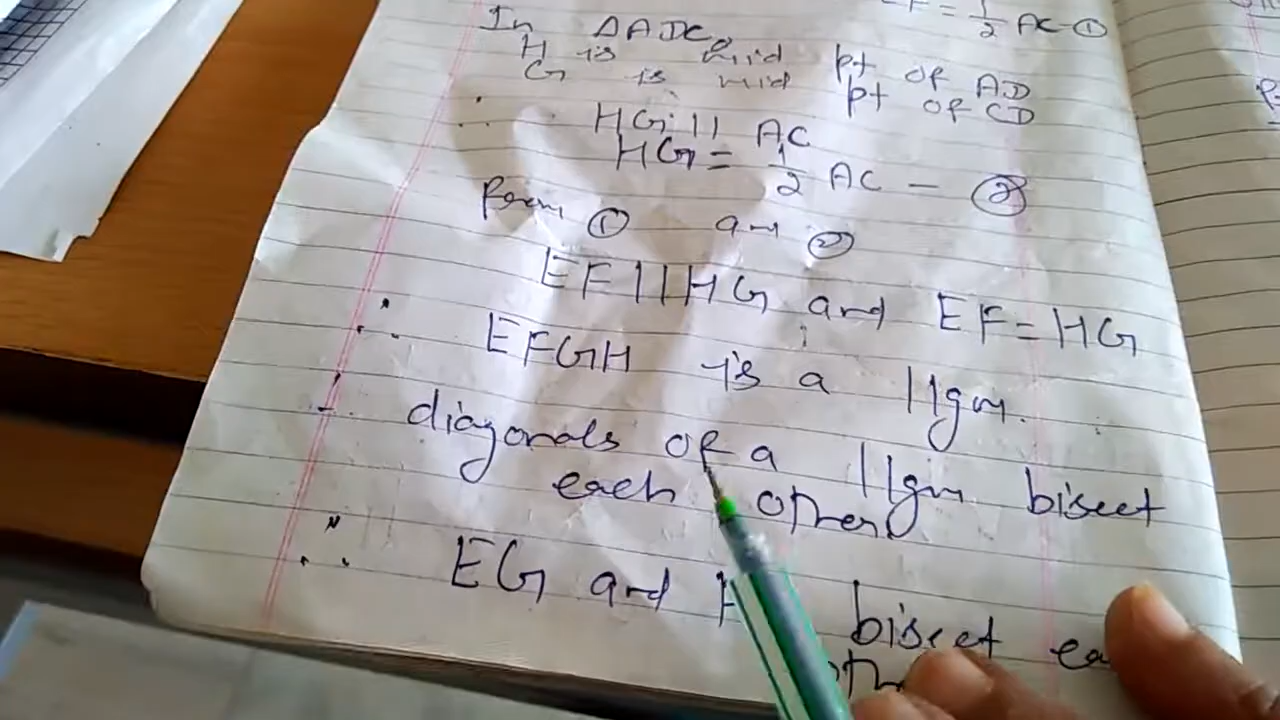 F = 1/2 AC - ①
In ΔADC,
H is mid pt of AD
G is mid pt of CD
∴ HG || AC
HG = 1/2 AC - ②
from ① and ②
EF || HG and EF = HG
∴ EFGH is a ||gm.
∴ diagonals of a ||gm bisect
each other
∴ EG and bisect ea
oth